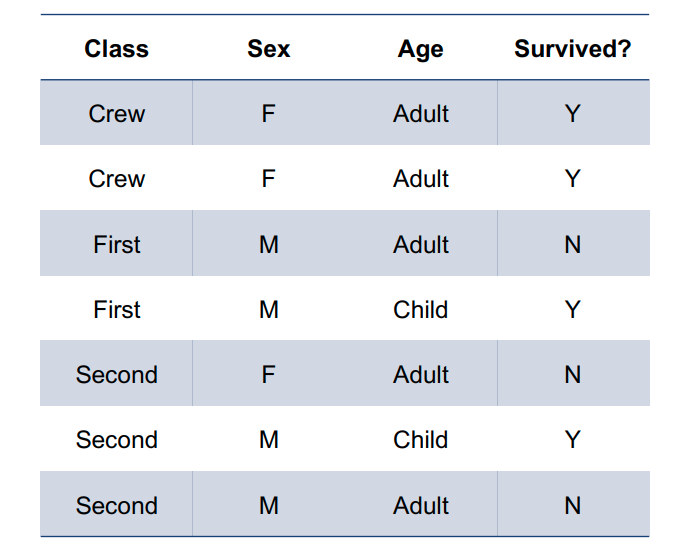 Class Sex Age Survived?
Crew F Adult Y
Crew F Adult Y
First M Adult N
First M Child Y
Second F Adult N
Second M Child Y
Second M Adult N